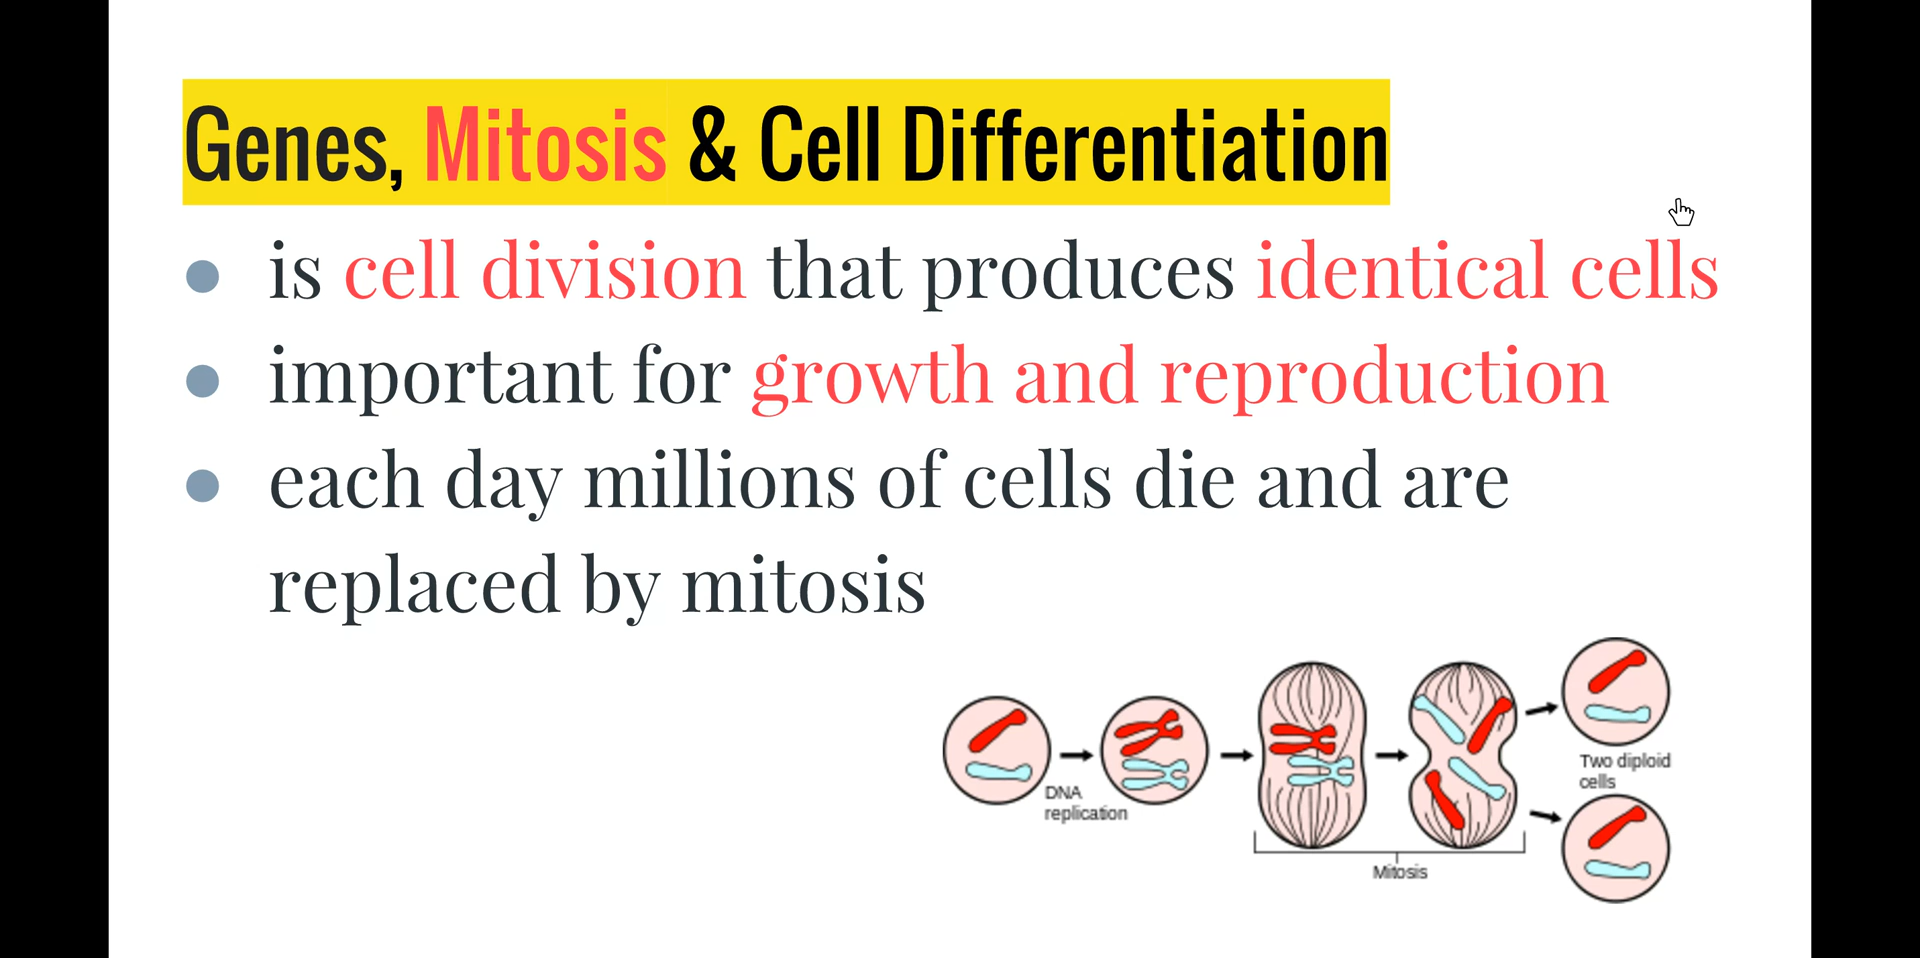 Genes, Mitosis & Cell Differentiation
is cell division that produces identical cells
important for growth and reproduction
each day millions of cells die and are
replaced by mitosis
DNA
replication
Mitosis
Two diploid
cells